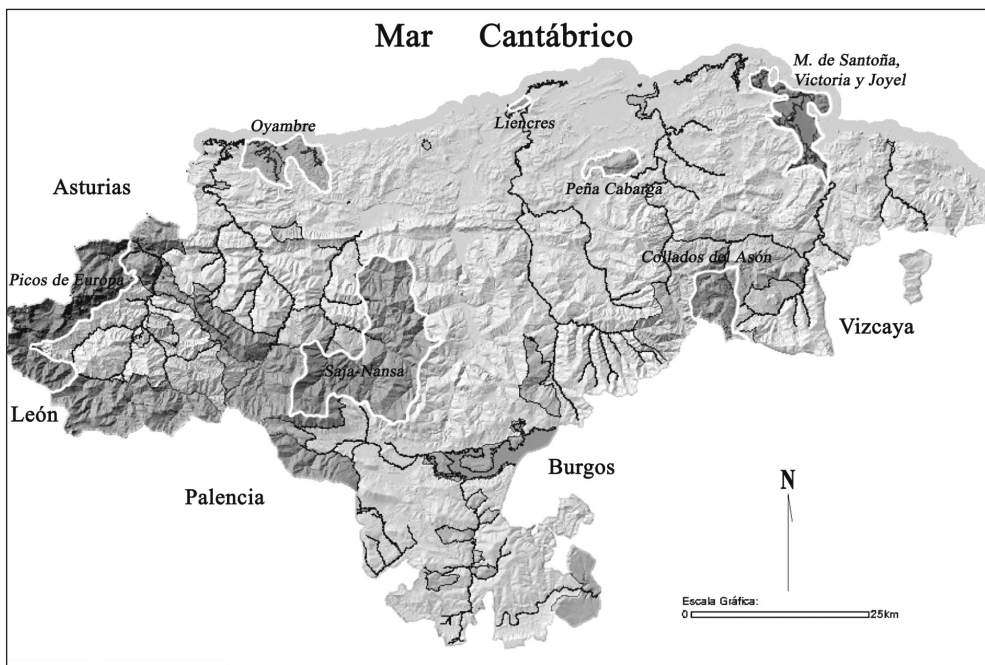 Mar Cantábrico
M. de Santoña,
Victoria y Joyel
Oyambre
Liencres
Peña Cabarga
Asturias
Picos de Europa
Collados del Asón
Vizcaya
Saja-Nansa
León
Burgos
Palencia
N
Escala Gráfica:
0 25km